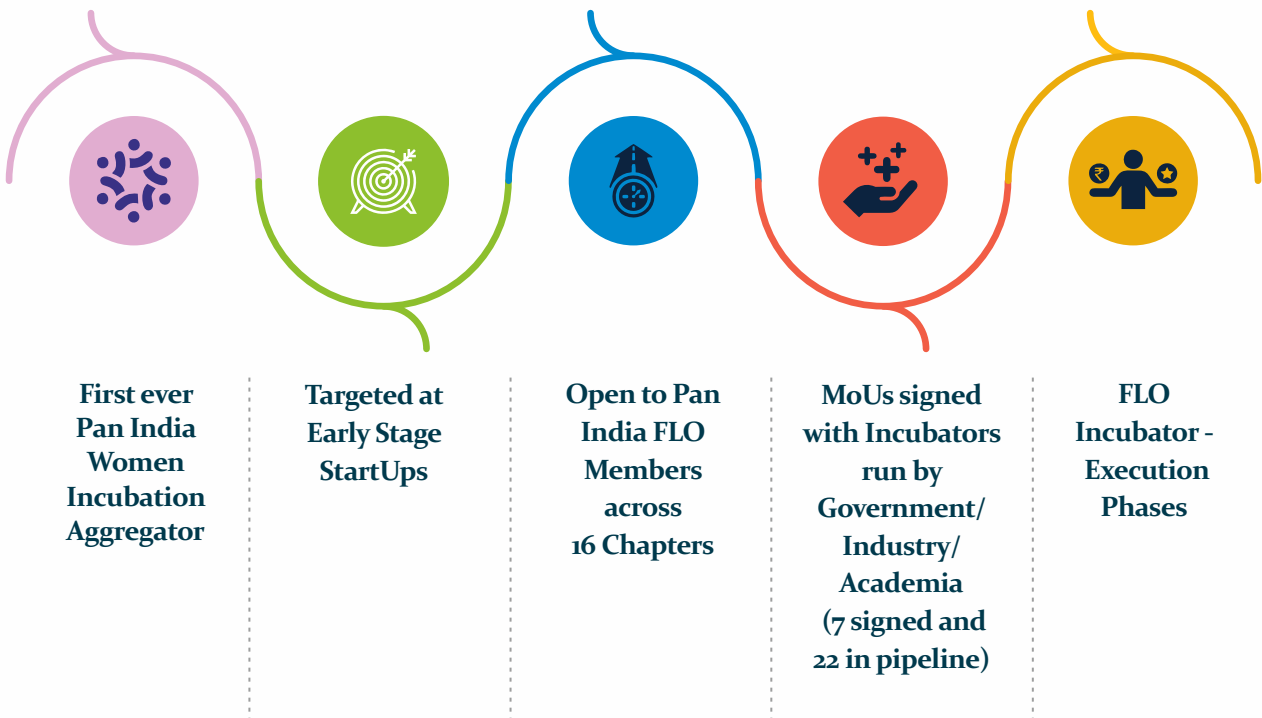 First ever
Pan India
Women
Incubation
Aggregator
Targeted at
Early Stage
StartUps
Open to Pan
India FLO
Members
across
16 Chapters
MoUs signed
with Incubators
run by
Government/
Industry/
Academia
(7 signed and
22 in pipeline)
₹
FLO
Incubator -
Execution
Phases